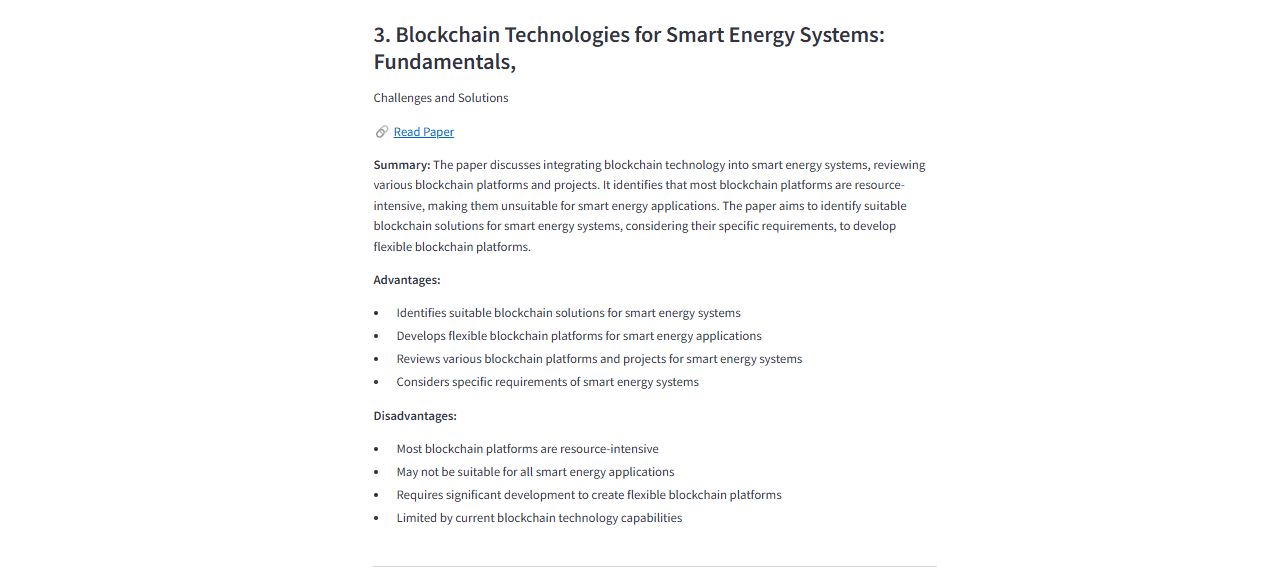 3. Blockchain Technologies for Smart Energy Systems:
Fundamentals,
Challenges and Solutions
Read Paper
Summary: The paper discusses integrating blockchain technology into smart energy systems, reviewing
various blockchain platforms and projects. It identifies that most blockchain platforms are resource-
intensive, making them unsuitable for smart energy applications. The paper aims to identify suitable
blockchain solutions for smart energy systems, considering their specific requirements, to develop
flexible blockchain platforms.
Advantages:
• Identifies suitable blockchain solutions for smart energy systems
• Develops flexible blockchain platforms for smart energy applications
• Reviews various blockchain platforms and projects for smart energy systems
• Considers specific requirements of smart energy systems
Disadvantages:
• Most blockchain platforms are resource-intensive
• May not be suitable for all smart energy applications
• Requires significant development to create flexible blockchain platforms
• Limited by current blockchain technology capabilities